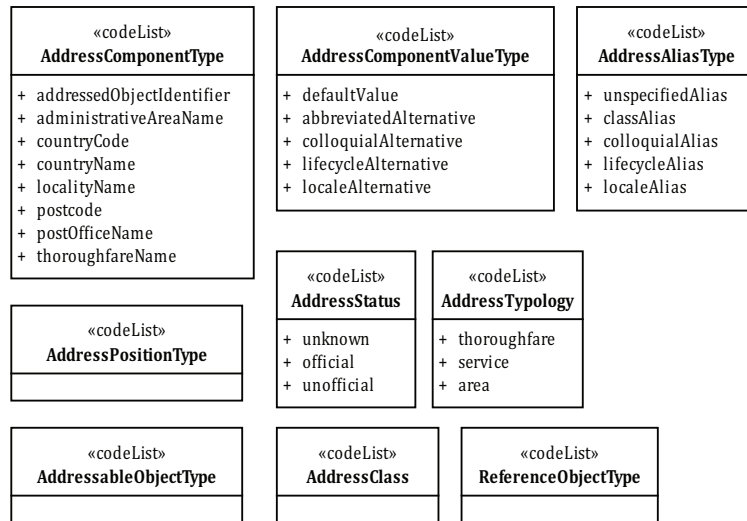 «codeList»
AddressComponentType
+ addressedObjectIdentifier
+ administrativeAreaName
+ countryCode
+ countryName
+ localityName
+ postcode
+ postOfficeName
+ thoroughfareName
«codeList»
AddressComponentValueType
+ defaultValue
+ abbreviatedAlternative
+ colloquialAlternative
+ lifecycleAlternative
+ localeAlternative
«codeList»
AddressAliasType
+ unspecifiedAlias
+ classAlias
+ colloquialAlias
+ lifecycleAlias
+ localeAlias
«codeList»
AddressPositionType
«codeList»
AddressStatus
+ unknown
+ official
+ unofficial
«codeList»
AddressTypology
+ thoroughfare
+ service
+ area
«codeList»
AddressableObjectType
«codeList»
AddressClass
«codeList»
ReferenceObjectType